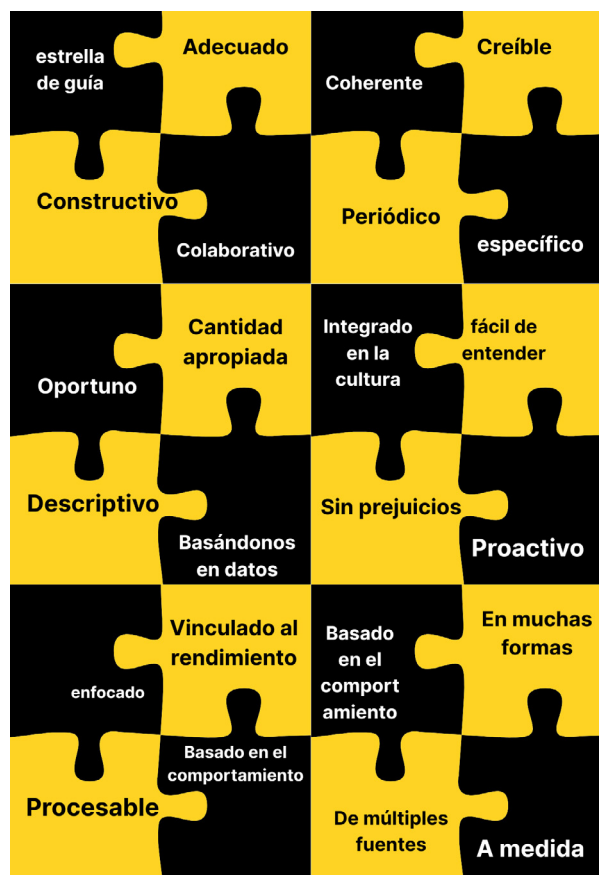 estrella
de guía
Adecuado
Coherente
Creíble
Constructivo
Colaborativo
Periódico
específico
Oportuno
Cantidad
apropiada
Integrado
en la
cultura
fácil de
entender
Descriptivo
Basándonos
en datos
Sin prejuicios
Proactivo
enfocado
Vinculado al
rendimiento
Basado
en el
comport
amiento
En muchas
formas
Procesable
Basado en el
comportamiento
De múltiples
fuentes
A medida